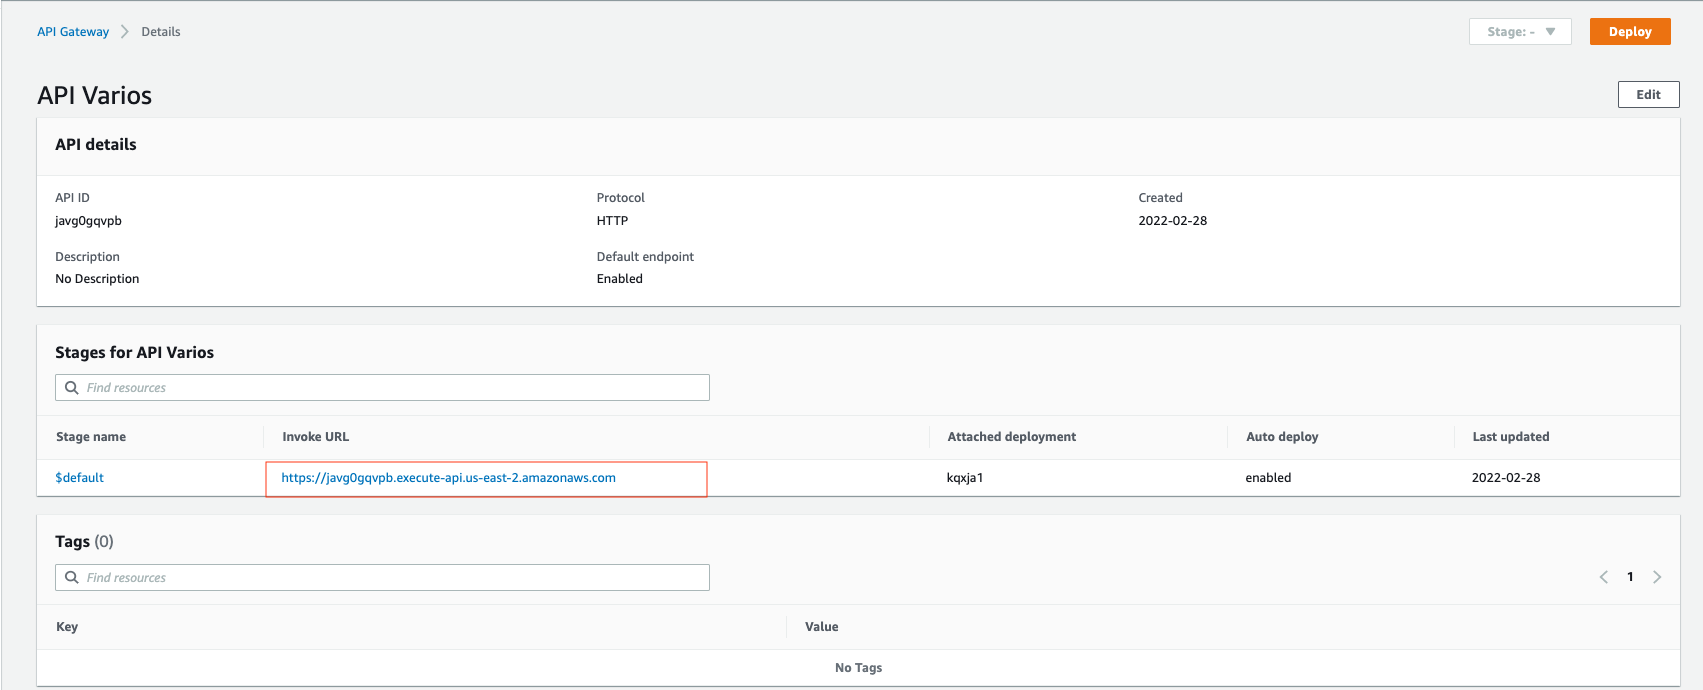 API Gateway > Details
Stage: - ▼
Deploy
API Varios
Edit
API details
API ID
Protocol
Created
javg0gqvpb
HTTP
2022-02-28
Description
Default endpoint
No Description
Enabled
Stages for API Varios
Find resources
Stage name
Invoke URL
Attached deployment
Auto deploy
Last updated
$default
https://javg0gqvpb.execute-api.us-east-2.amazonaws.com
kqxja1
enabled
2022-02-28
Tags (0)
Find resources
< 1 >
Key
Value
No Tags